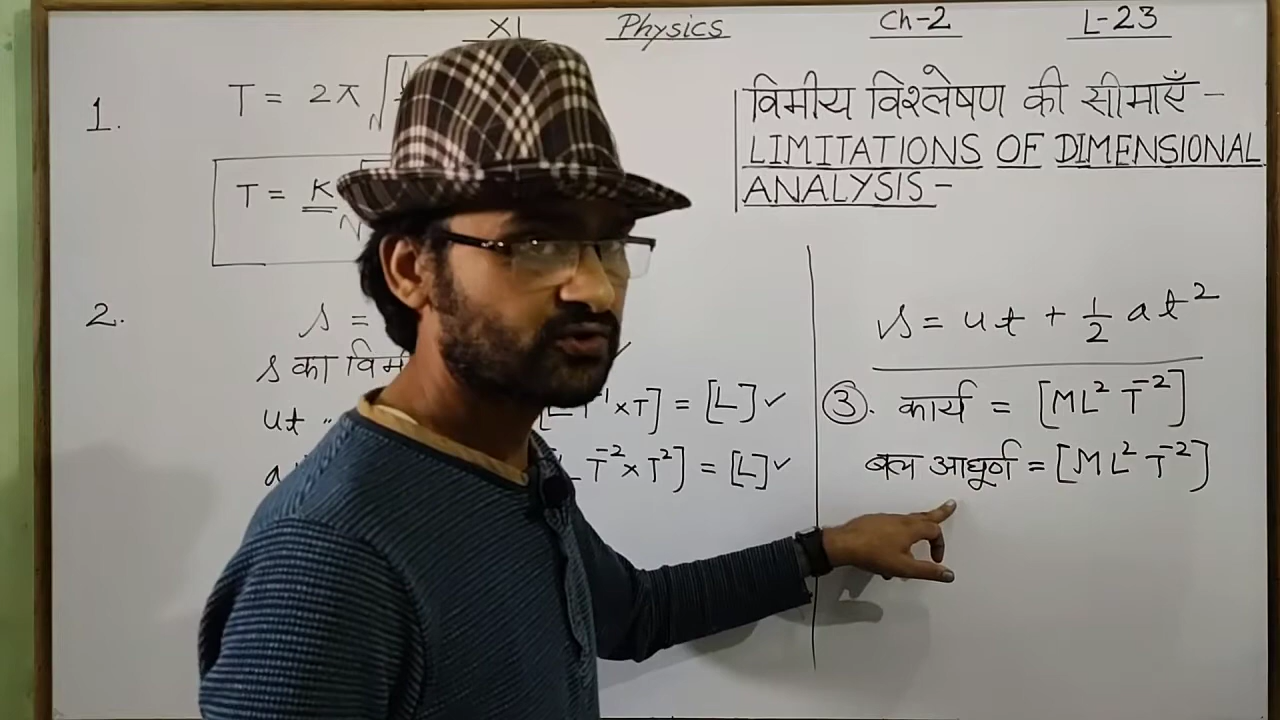 XI Physics Ch-2 L-23
विमीय विश्लेषण की सीमाएँ -
LIMITATIONS OF DIMENSIONAL
ANALYSIS -
1. T = 2π √
T = K
2. s =
s का
ut " T⁻¹ × T] = [L] ✓
T⁻² × T²] = [L] ✓
s = ut + 1/2 at²
③. कार्य = [ML² T⁻²]
बल आघूर्ण = [ML² T⁻²]